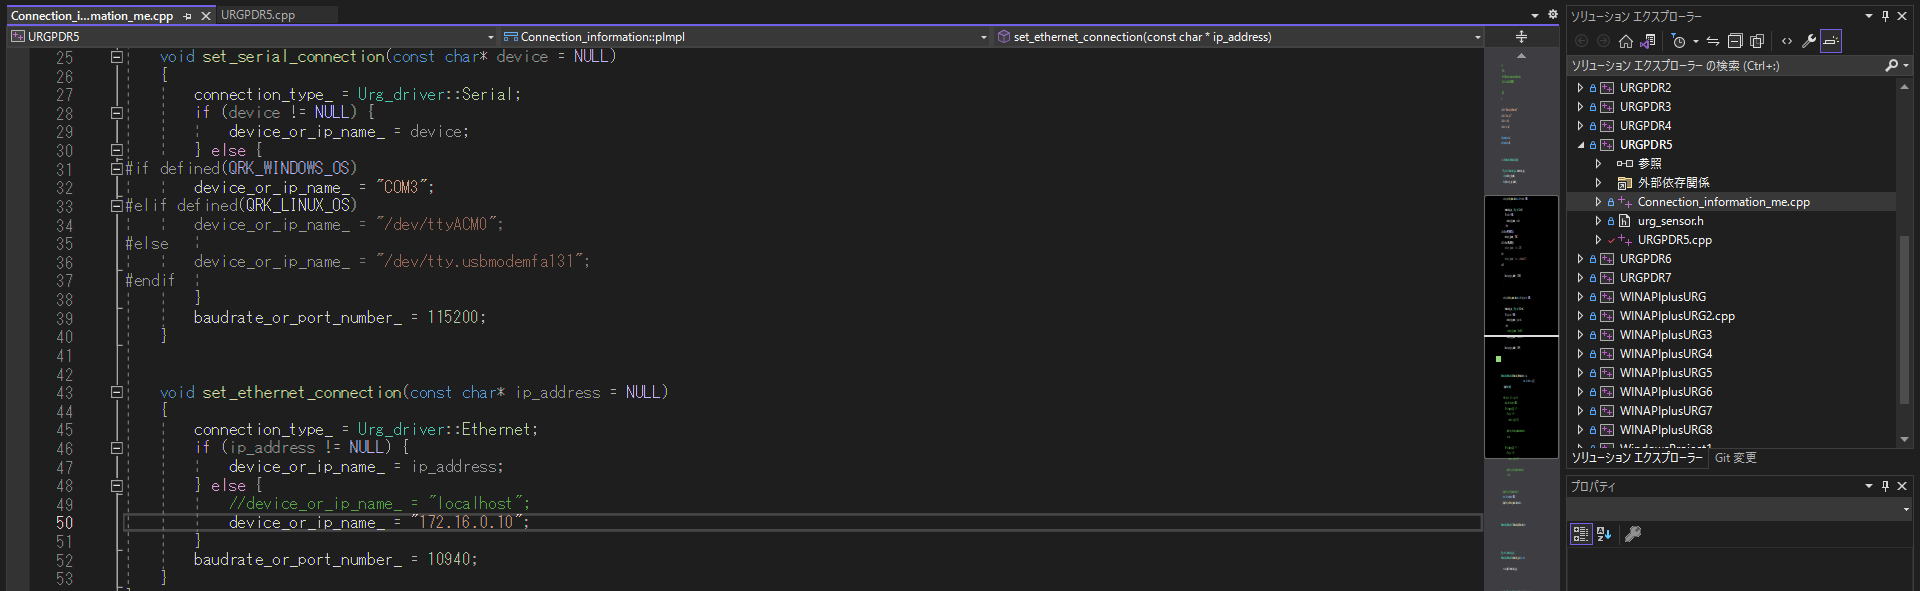 Connection_i...mation_me.cpp
URGPDR5.cpp
URGPDR5
Connection_information::pImpl
set_ethernet_connection(const char * ip_address)
25 void set_serial_connection(const char* device = NULL)
26 {
27 connection_type_ = Urg_driver::Serial;
28 if (device != NULL) {
29 device_or_ip_name_ = device;
30 } else {
31 #if defined(QRK_WINDOWS_OS)
32 device_or_ip_name_ = "COM3";
33 #elif defined(QRK_LINUX_OS)
34 device_or_ip_name_ = "/dev/ttyACM0";
35 #else
36 device_or_ip_name_ = "/dev/tty.usbmodemfa131";
37 #endif
38 }
39 baudrate_or_port_number_ = 115200;
40 }
41
42
43 void set_ethernet_connection(const char* ip_address = NULL)
44 {
45 connection_type_ = Urg_driver::Ethernet;
46 if (ip_address != NULL) {
47 device_or_ip_name_ = ip_address;
48 } else {
49 //device_or_ip_name_ = "localhost";
50 device_or_ip_name_ = "172.16.0.10";
51 }
52 baudrate_or_port_number_ = 10940;
53 }
ソリューション エクスプローラー
ソリューション エクスプローラー の検索 (Ctrl+:)
URGPDR2
URGPDR3
URGPDR4
URGPDR5
参照
外部依存関係
Connection_information_me.cpp
urg_sensor.h
URGPDR5.cpp
URGPDR6
URGPDR7
WINAPIplusURG
WINAPIplusURG2.cpp
WINAPIplusURG3
WINAPIplusURG4
WINAPIplusURG5
WINAPIplusURG6
WINAPIplusURG7
WINAPIplusURG8
WindowsProject1
ソリューション エクスプローラー
Git 変更
プロパティ